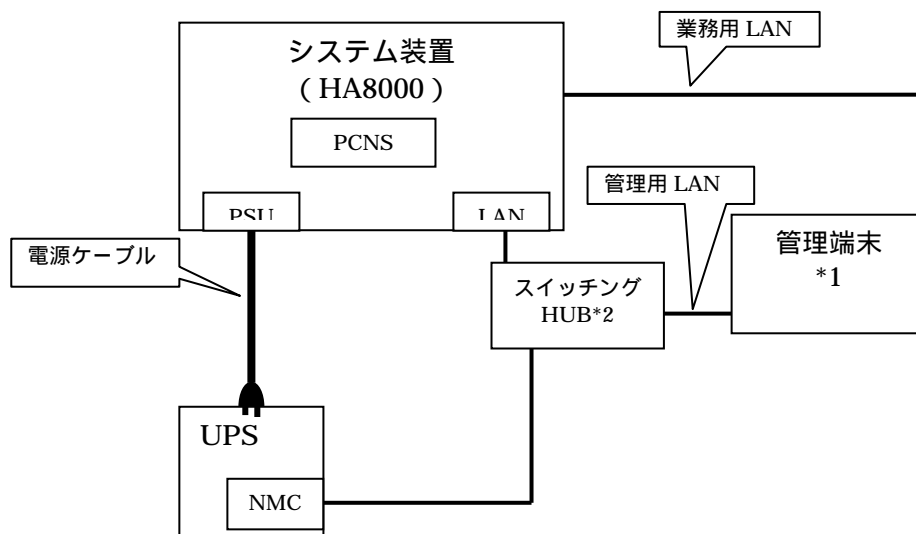 業務用 LAN
システム装置
( HA8000 )
PCNS
管理用 LAN
PSU
LAN
電源ケーブル
管理端末
*1
スイッチング
HUB*2
UPS
NMC